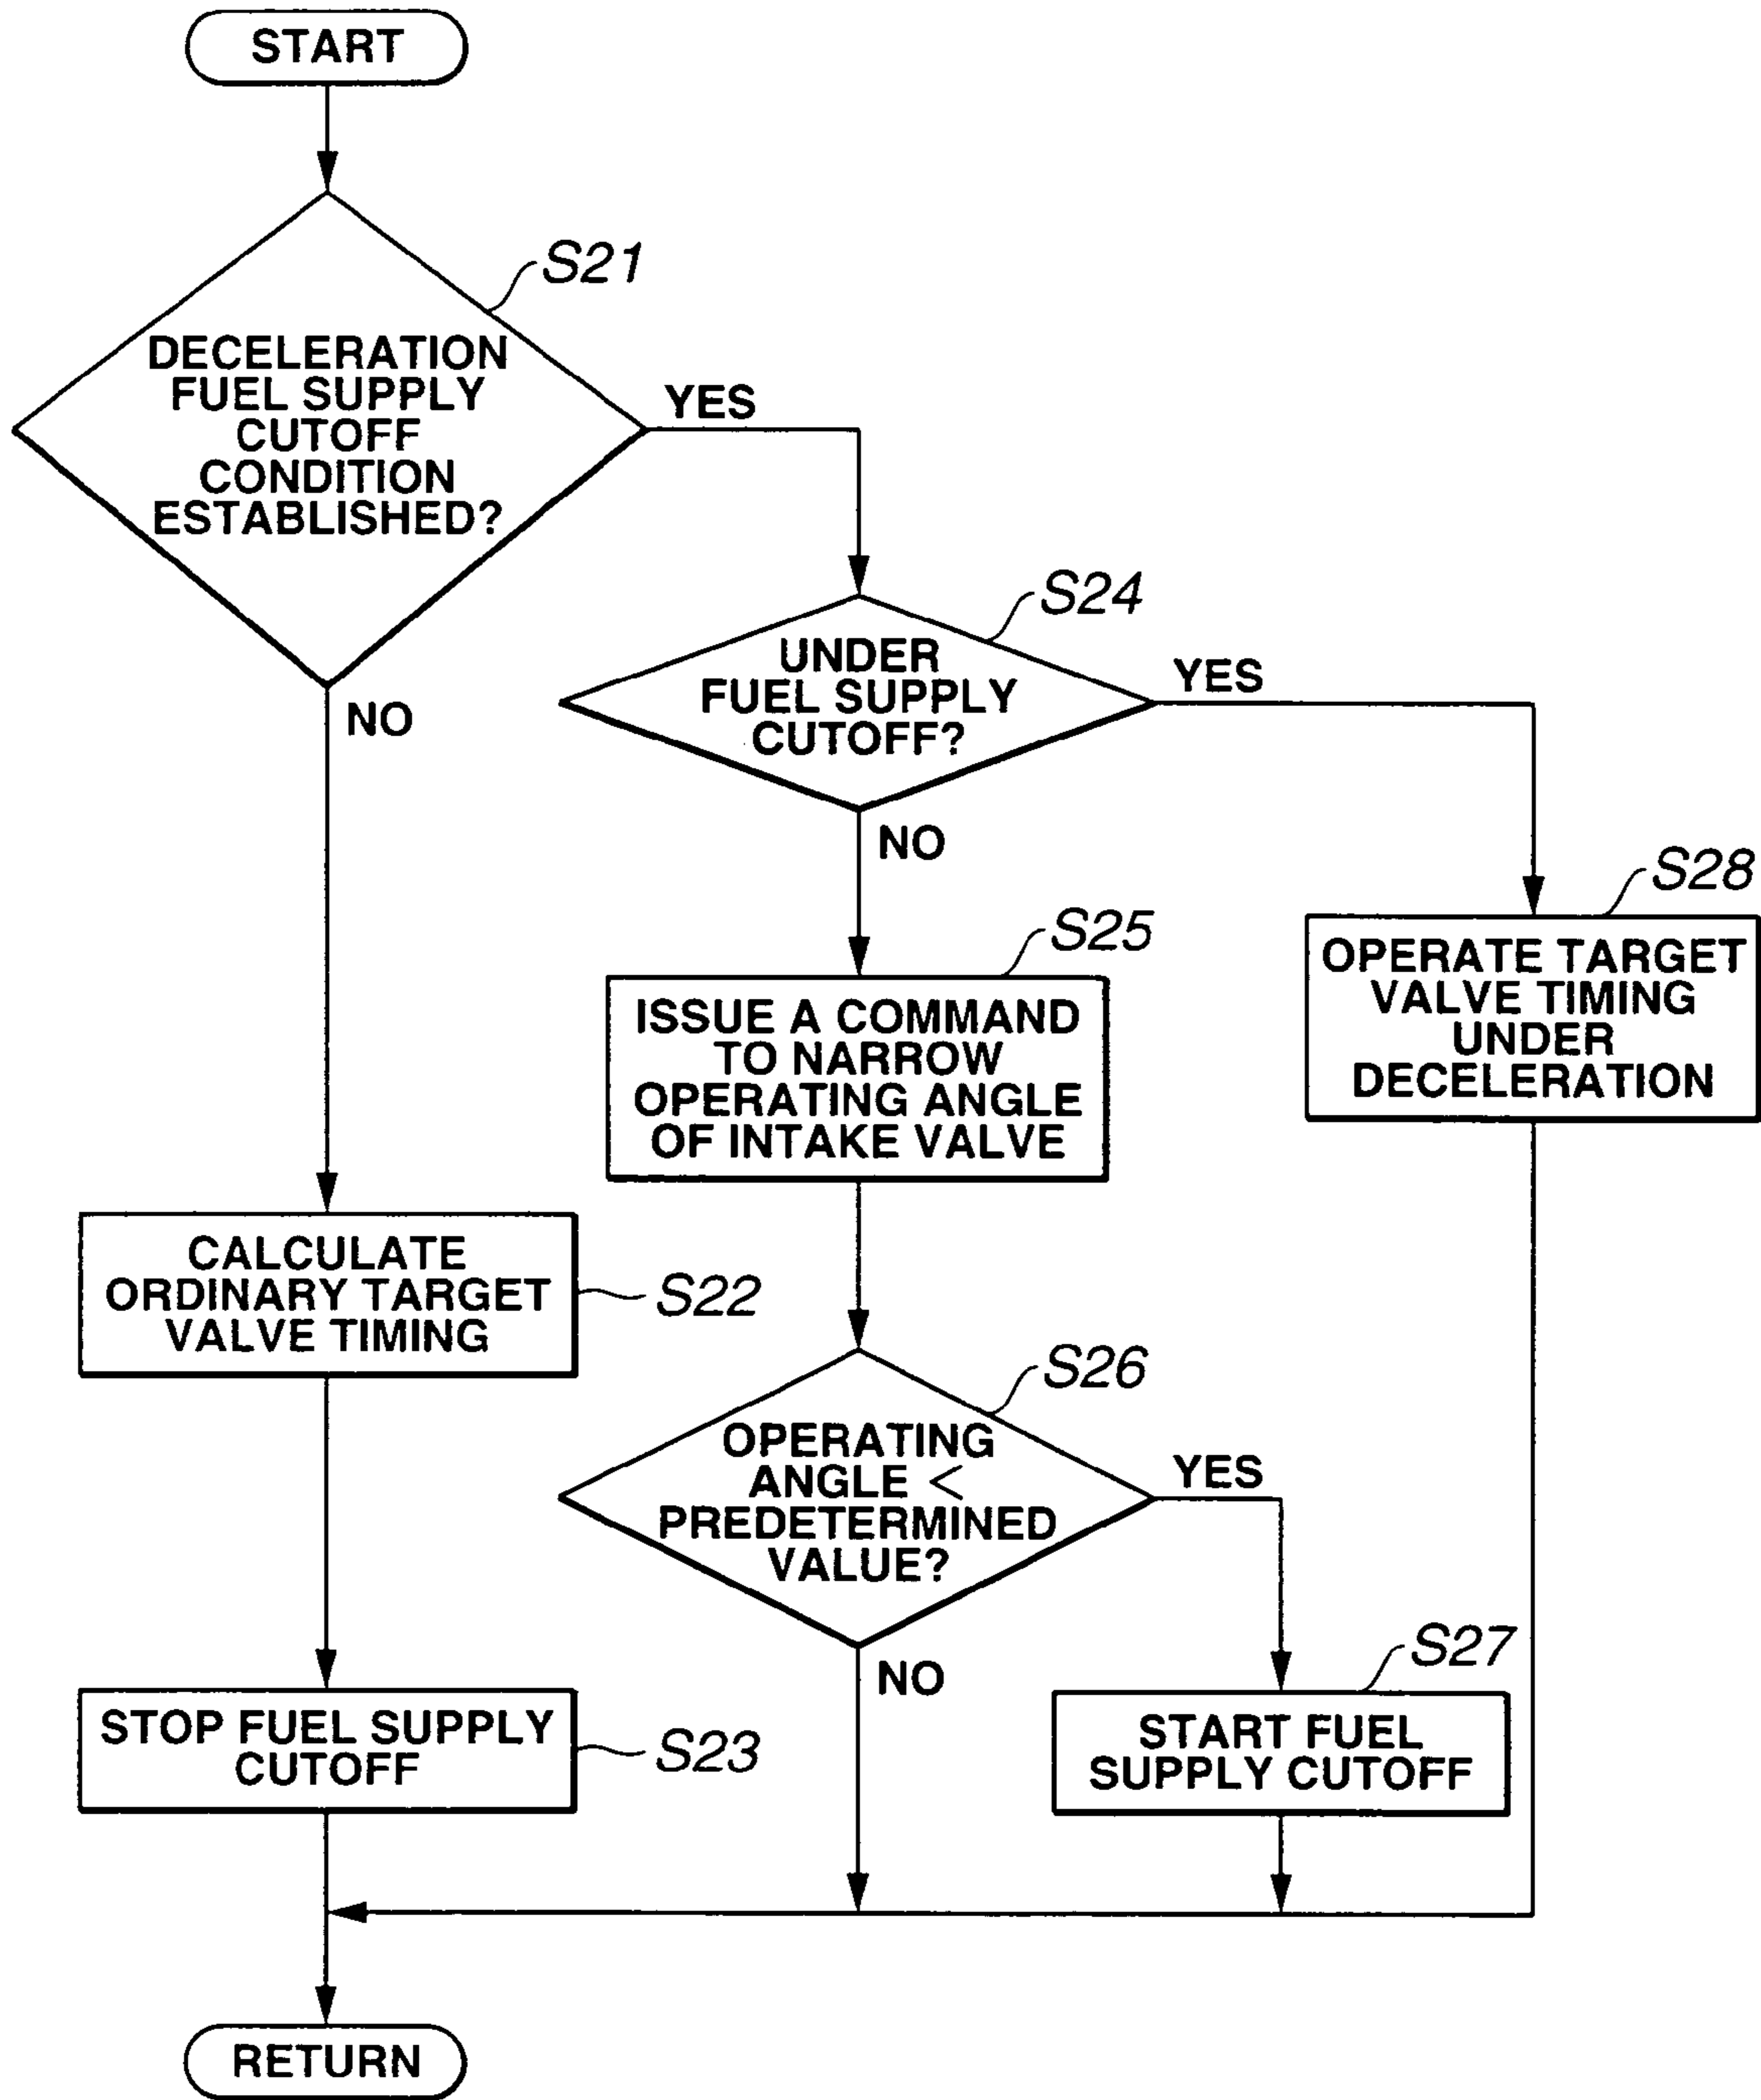 START
S21
DECELERATION
FUEL SUPPLY
CUTOFF
CONDITION
ESTABLISHED?
YES
NO
S24
UNDER
FUEL SUPPLY
CUTOFF?
YES
NO
S28
OPERATE TARGET
VALVE TIMING
UNDER
DECELERATION
S25
ISSUE A COMMAND
TO NARROW
OPERATING ANGLE
OF INTAKE VALVE
CALCULATE
ORDINARY TARGET
VALVE TIMING
S22
S26
OPERATING
ANGLE <
PREDETERMINED
VALUE?
YES
NO
S27
START FUEL
SUPPLY CUTOFF
STOP FUEL SUPPLY
CUTOFF
S23
RETURN